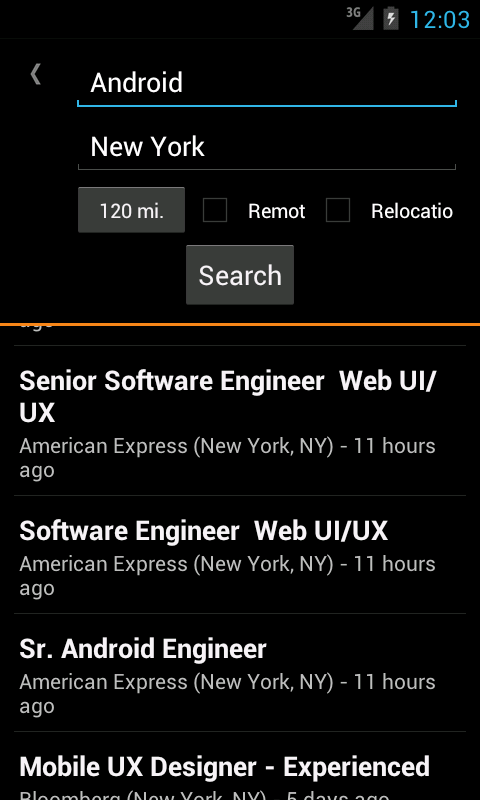 3G 12:03
Android
New York
120 mi. Remot Relocatio
Search
ago
Senior Software Engineer  Web UI/
UX
American Express (New York, NY) - 11 hours
ago
Software Engineer  Web UI/UX
American Express (New York, NY) - 11 hours
ago
Sr. Android Engineer
American Express (New York, NY) - 11 hours
ago
Mobile UX Designer - Experienced
Bloomberg (New York, NY) - 5 days ago